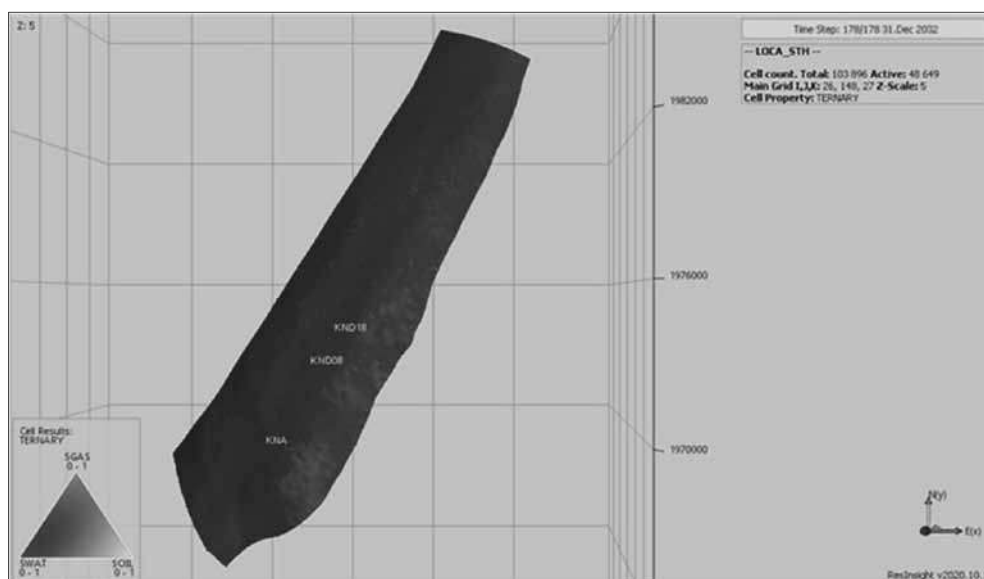 Z: 5
Time Step: 178/178 31.Dec 2002
-- LOCA_STH --
Cell count. Total: 103 896 Active: 48 649
Main Grid I,J,K: 26, 148, 27 Z-Scale: 5
Cell Property: TERNARY
1982000
1976000
KND18
KND08
KNA
1970000
Cell Results:
TERNARY
SGAS
0 - 1
SWAT
0 - 1
SOIL
0 - 1
N(y)
E(x)
ResInsight v2020.10.